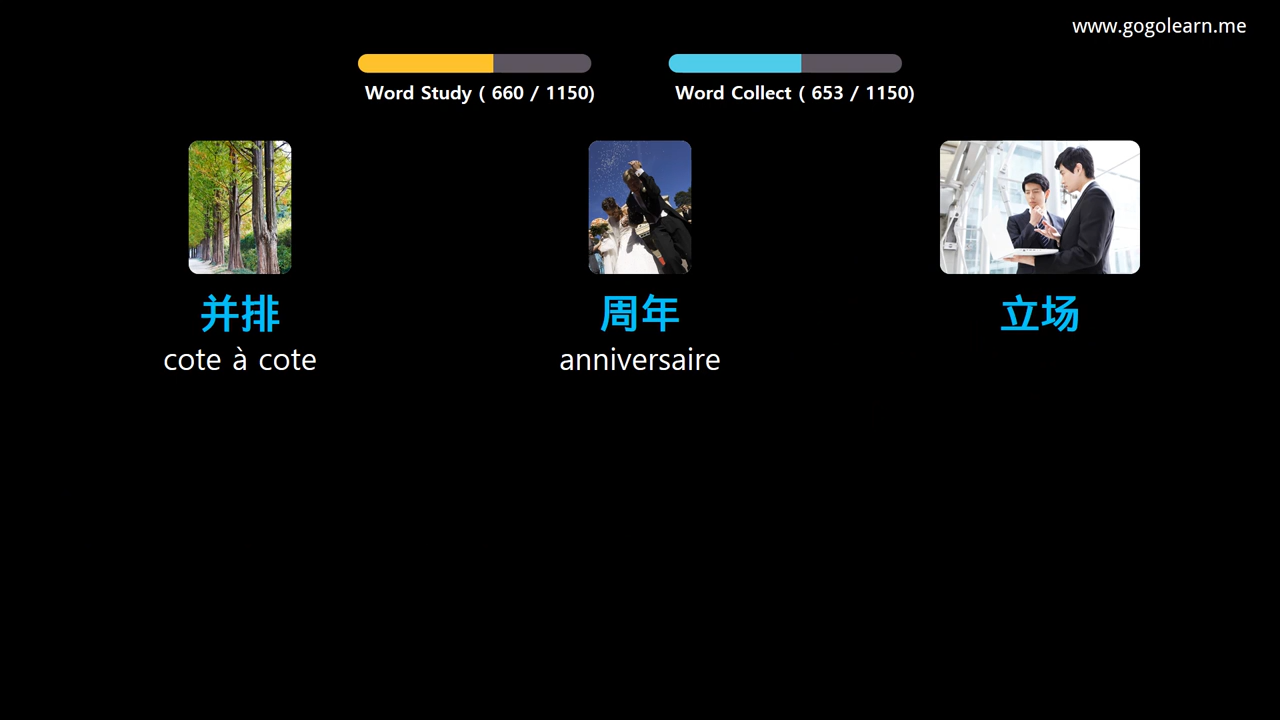 www.gogolearn.me
Word Study ( 660 / 1150)
Word Collect ( 653 / 1150)
并排
cote à cote
周年
anniversaire
立场